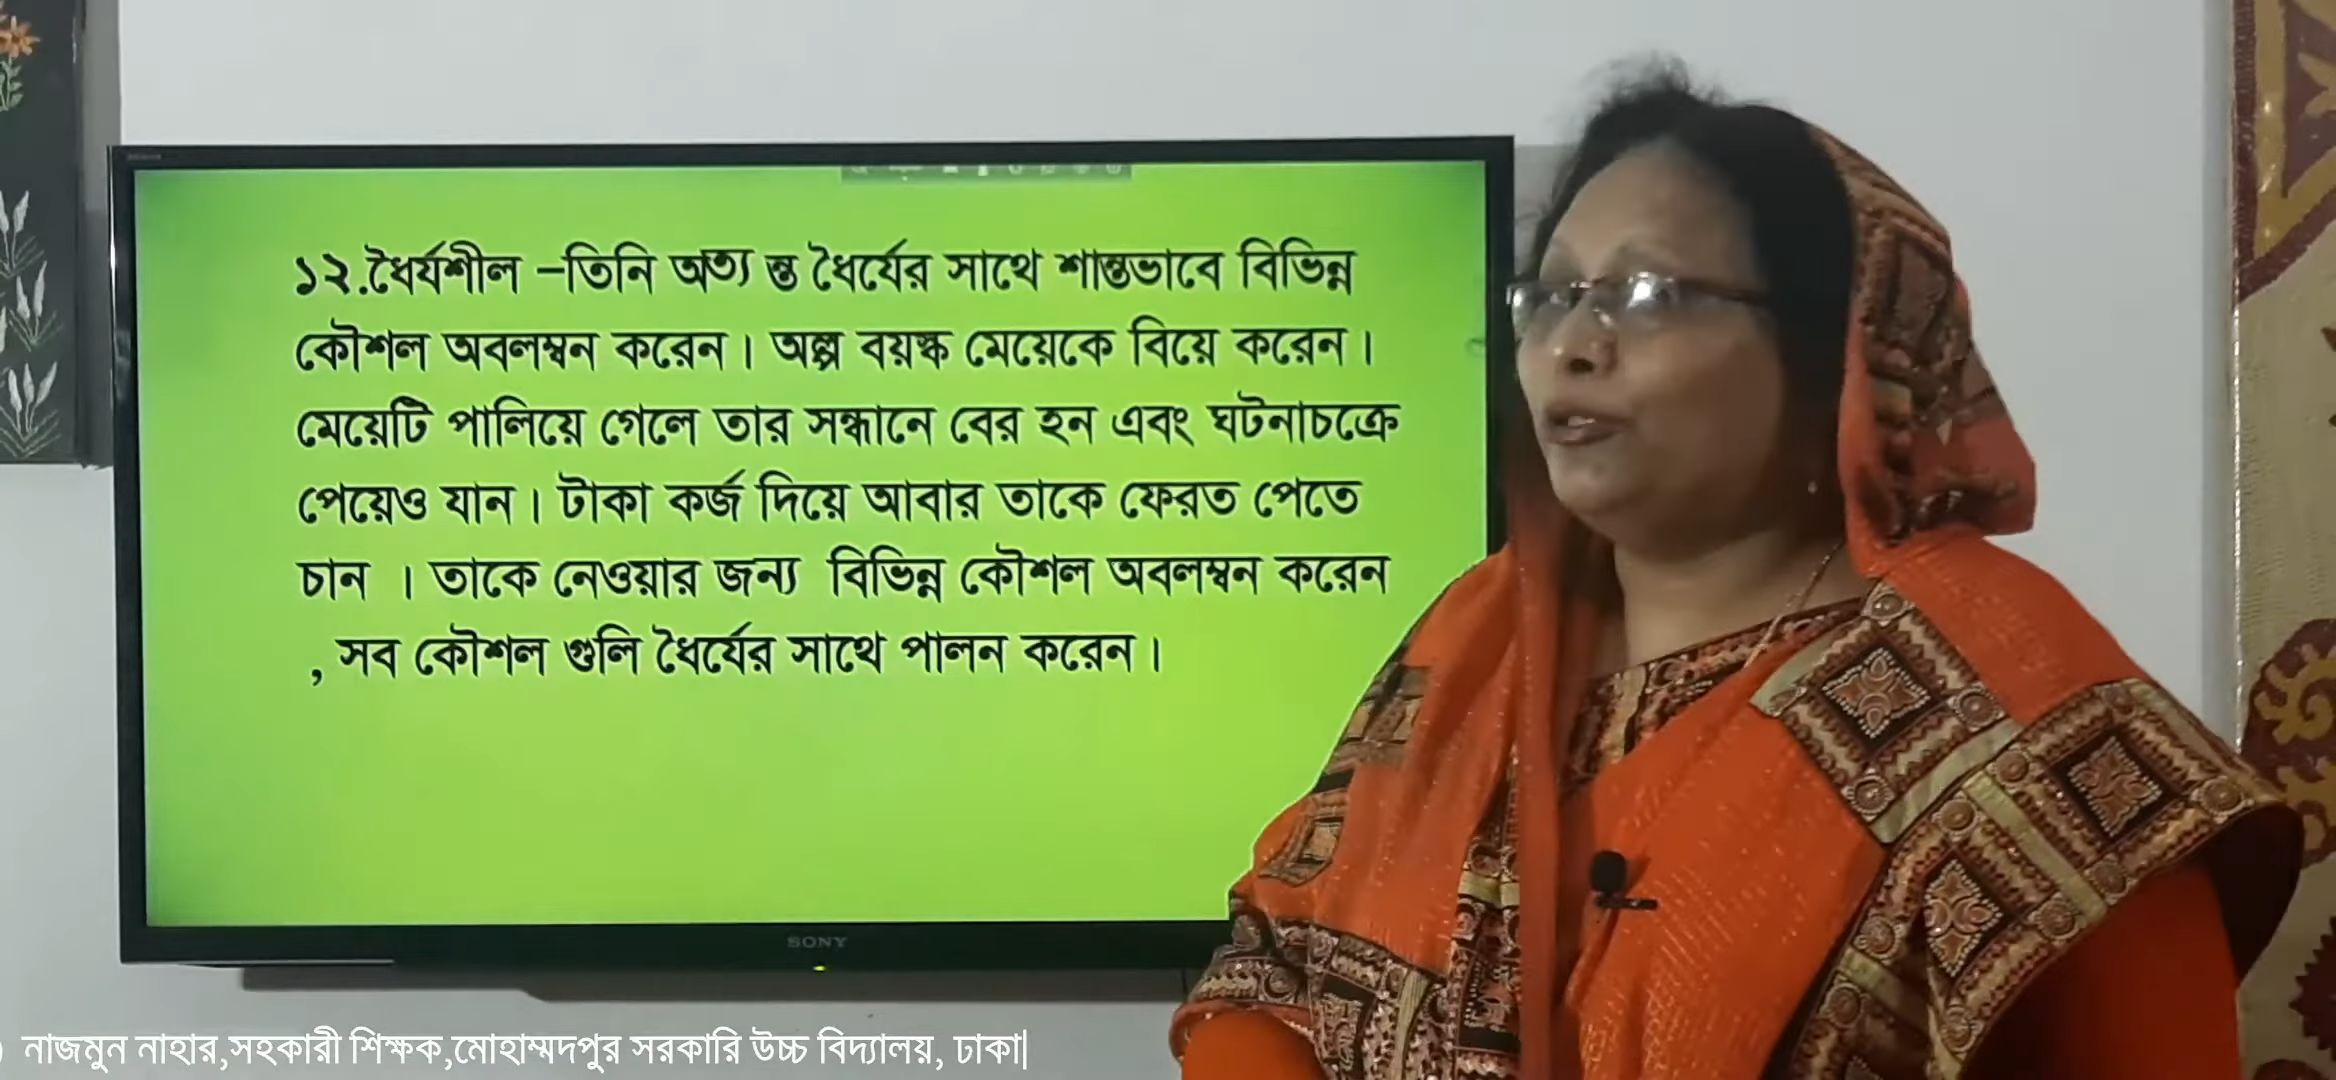 ১২.ধৈর্যশীল –তিনি অত্য ন্ত ধৈর্যের সাথে শান্তভাবে বিভিন্ন
কৌশল অবলম্বন করেন। অল্প বয়স্ক মেয়েকে বিয়ে করেন।
মেয়েটি পালিয়ে গেলে তার সন্ধানে বের হন এবং ঘটনাচক্রে
পেয়েও যান। টাকা কর্জ দিয়ে আবার তাকে ফেরত পেতে
চান । তাকে নেওয়ার জন্য বিভিন্ন কৌশল অবলম্বন করেন
, সব কৌশল গুলি ধৈর্যের সাথে পালন করেন।
SONY
) নাজমুন নাহার,সহকারী শিক্ষক,মোহাম্মদপুর সরকারি উচ্চ বিদ্যালয়, ঢাকা|